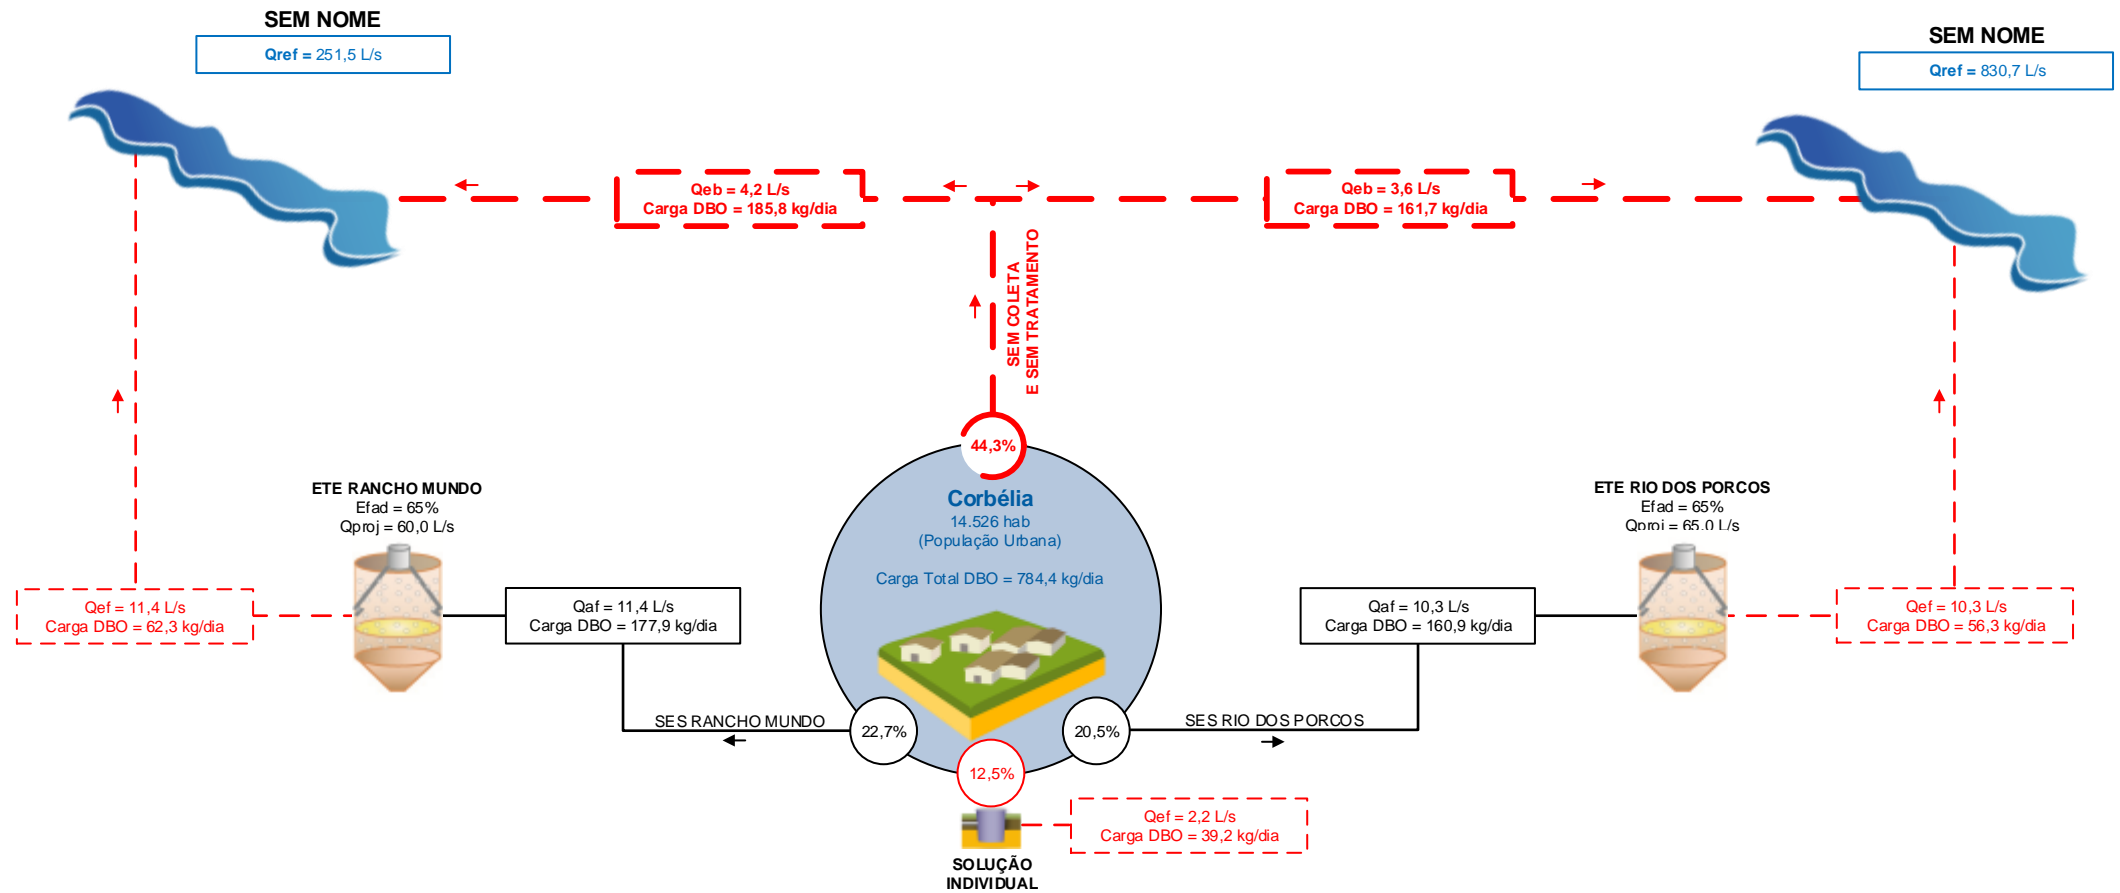 SEM NOME
Qref = 251,5 L/s
SEM NOME
Qref = 830,7 L/s
Qeb = 4,2 L/s
Carga DBO = 185,8 kg/dia
Qeb = 3,6 L/s
Carga DBO = 161,7 kg/dia
SEM COLETA
E SEM TRATAMENTO
44,3%
Corbélia
14.526 hab
(População Urbana)
Carga Total DBO = 784,4 kg/dia
ETE RANCHO MUNDO
Efad = 65%
Qproj = 60,0 L/s
ETE RIO DOS PORCOS
Efad = 65%
Qproj = 65,0 L/s
Qef = 11,4 L/s
Carga DBO = 62,3 kg/dia
Qaf = 11,4 L/s
Carga DBO = 177,9 kg/dia
Qaf = 10,3 L/s
Carga DBO = 160,9 kg/dia
Qef = 10,3 L/s
Carga DBO = 56,3 kg/dia
SES RANCHO MUNDO
22,7%
20,5%
SES RIO DOS PORCOS
12,5%
Qef = 2,2 L/s
Carga DBO = 39,2 kg/dia
SOLUÇÃO
INDIVIDUAL